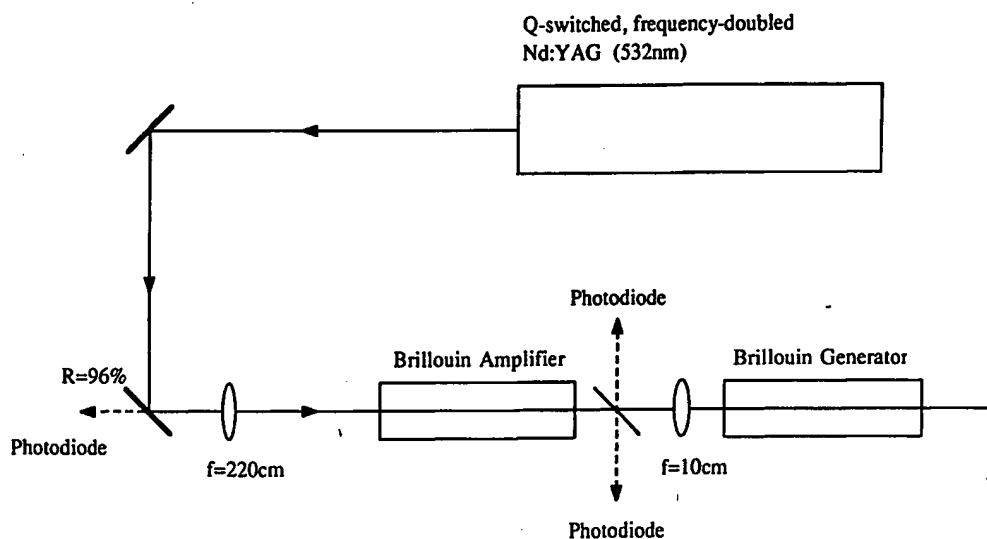 Q-switched, frequency-doubled
Nd:YAG (532nm)
Photodiode
Brillouin Amplifier
Brillouin Generator
R=96%
Photodiode
f=220cm
f=10cm
Photodiode